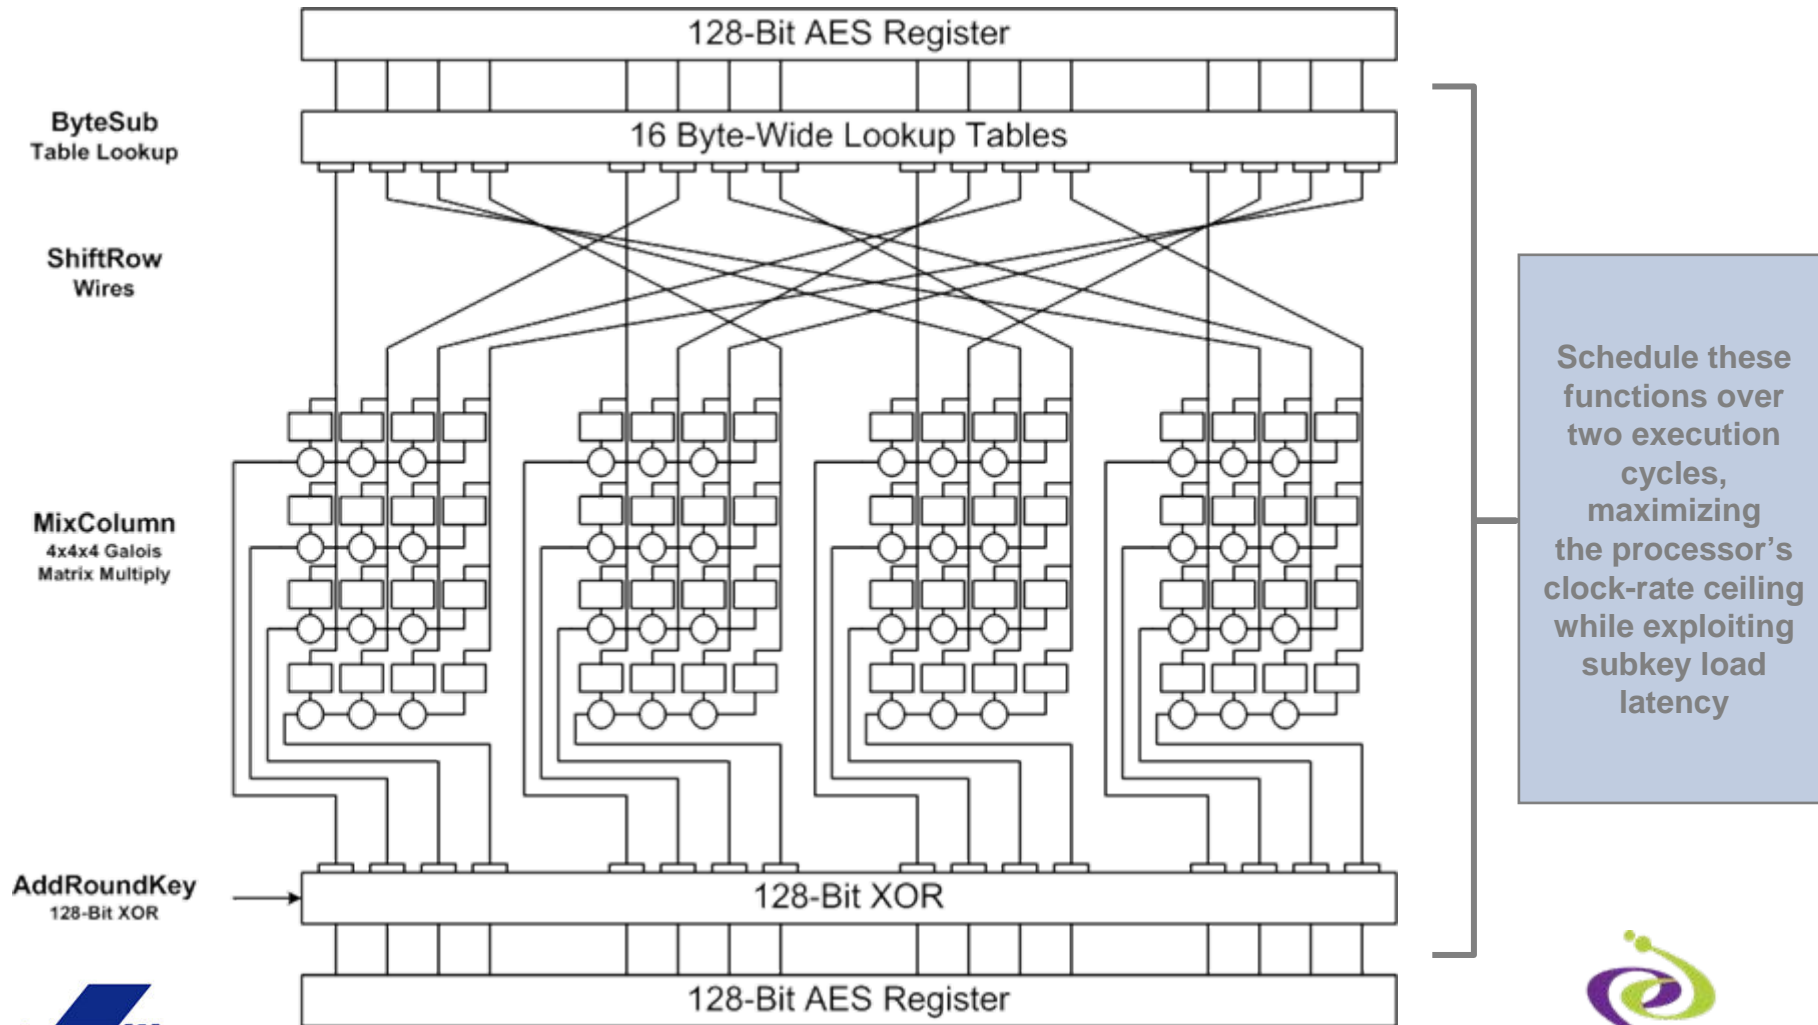 128-Bit AES Register
ByteSub
Table Lookup
16 Byte-Wide Lookup Tables
ShiftRow
Wires
MixColumn
4x4x4 Galois
Matrix Multiply
AddRoundKey
128-Bit XOR
128-Bit XOR
128-Bit AES Register
Schedule these
functions over
two execution
cycles,
maximizing
the processor’s
clock-rate ceiling
while exploiting
subkey load
latency